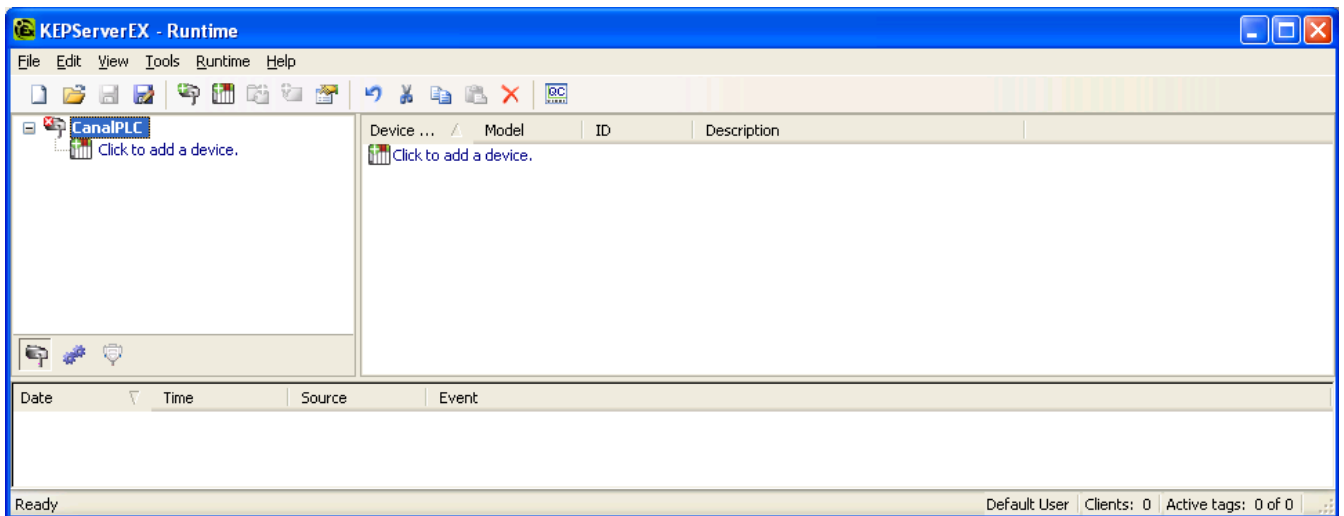 KEPServerEX - Runtime
File Edit View Tools Runtime Help
QC
CanalPLC
Click to add a device.
Device ... Model ID Description
Click to add a device.
Date Time Source Event
Ready Default User Clients: 0 Active tags: 0 of 0